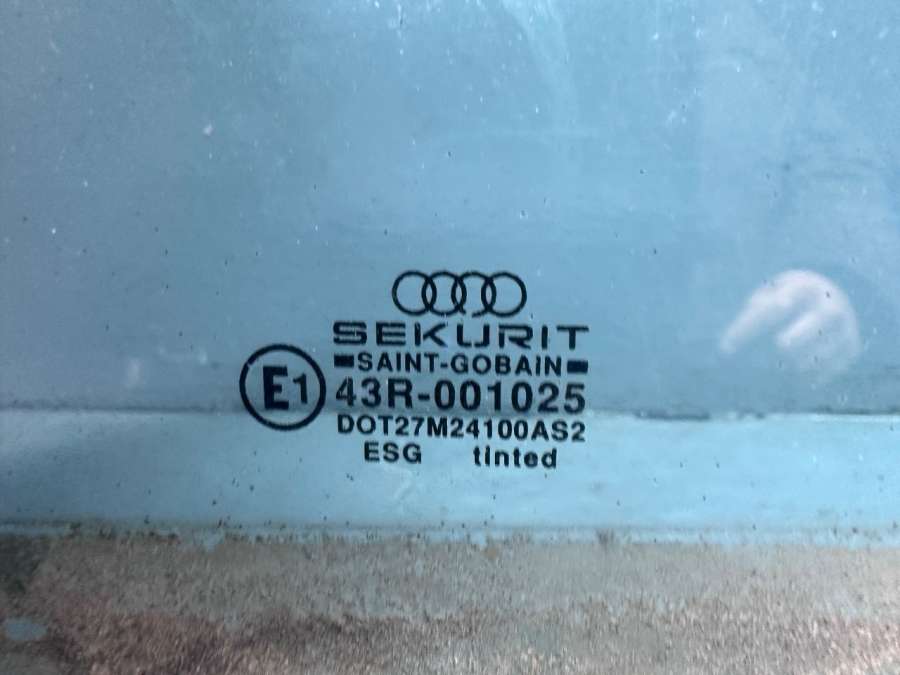 SEKURIT
SAINT-GOBAIN
E1 43R-001025
DOT27M24100AS2
ESG tinted